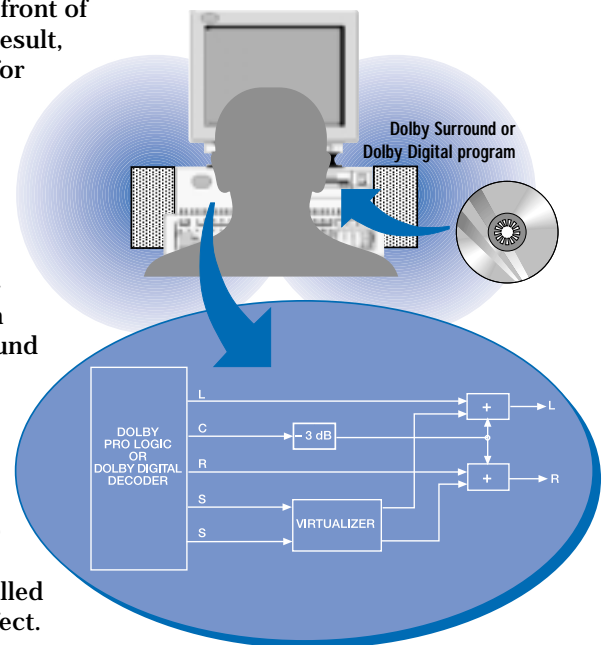 front of
esult,
for
Dolby Surround or
Dolby Digital program
und
L
C
R
S
S
DOLBY
PRO LOGIC
OR
DOLBY DIGITAL
DECODER
– 3 dB
VIRTUALIZER
+
L
+
R
lled
fect.